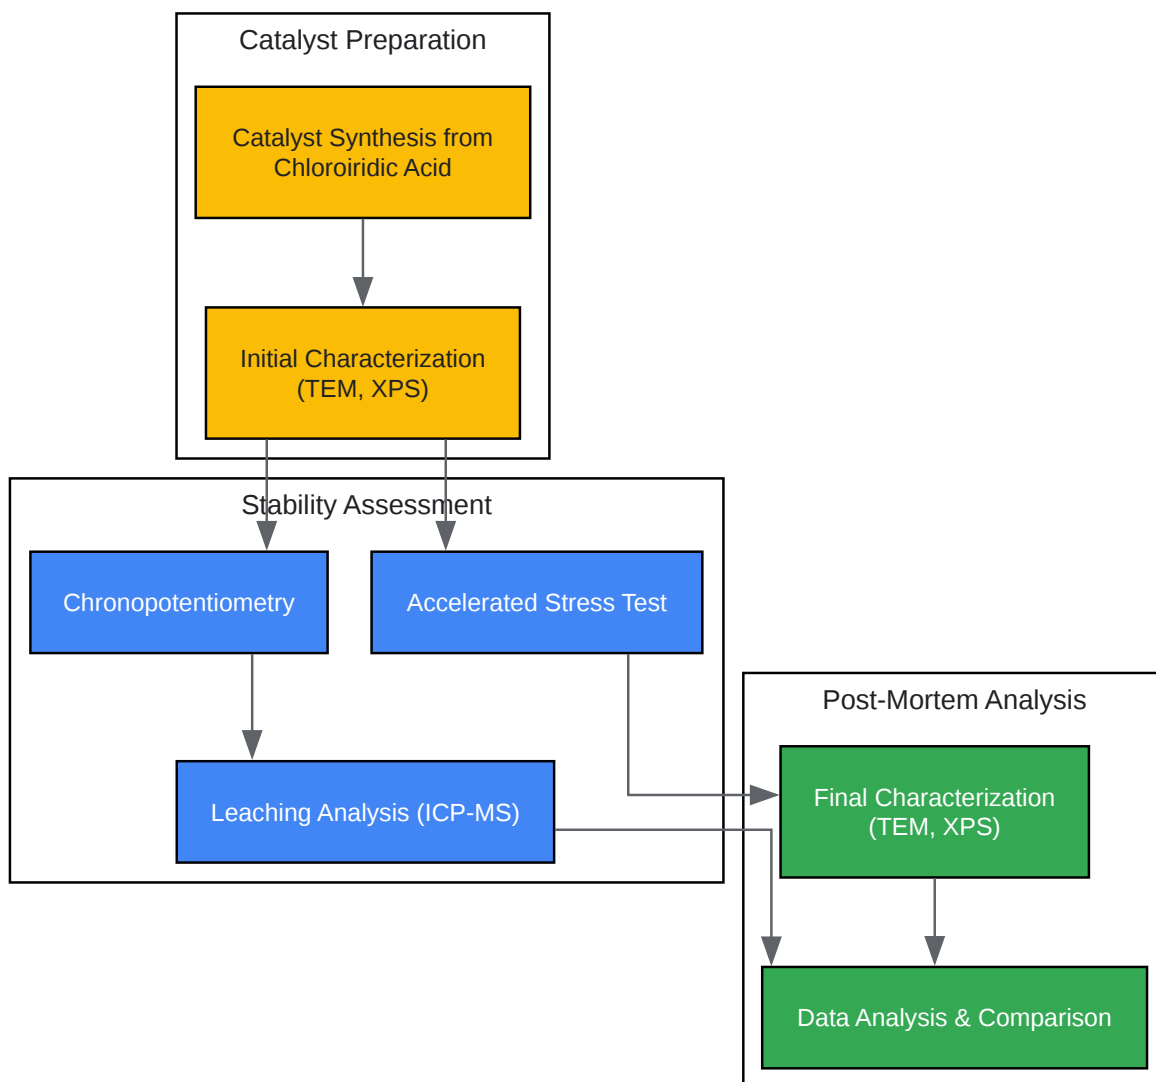 Catalyst Preparation
Catalyst Synthesis from
Chloroiridic Acid
Initial Characterization
(TEM, XPS)
Stability Assessment
Chronopotentiometry
Accelerated Stress Test
Leaching Analysis (ICP-MS)
Post-Mortem Analysis
Final Characterization
(TEM, XPS)
Data Analysis & Comparison